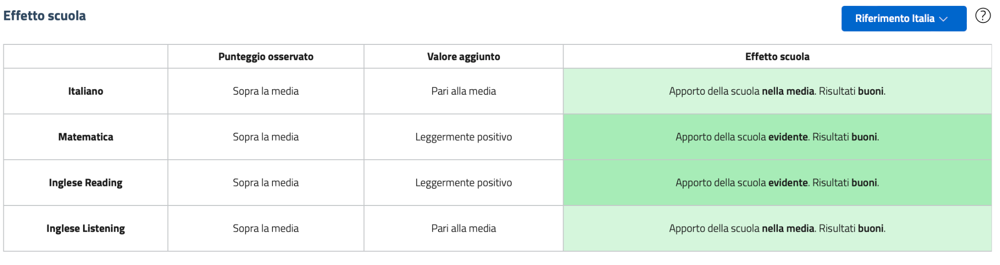 Effetto scuola
Riferimento Italia
?
Punteggio osservato Valore aggiunto Effetto scuola
Italiano Sopra la media Pari alla media Apporto della scuola nella media. Risultati buoni.
Matematica Sopra la media Leggermente positivo Apporto della scuola evidente. Risultati buoni.
Inglese Reading Sopra la media Leggermente positivo Apporto della scuola evidente. Risultati buoni.
Inglese Listening Sopra la media Pari alla media Apporto della scuola nella media. Risultati buoni.